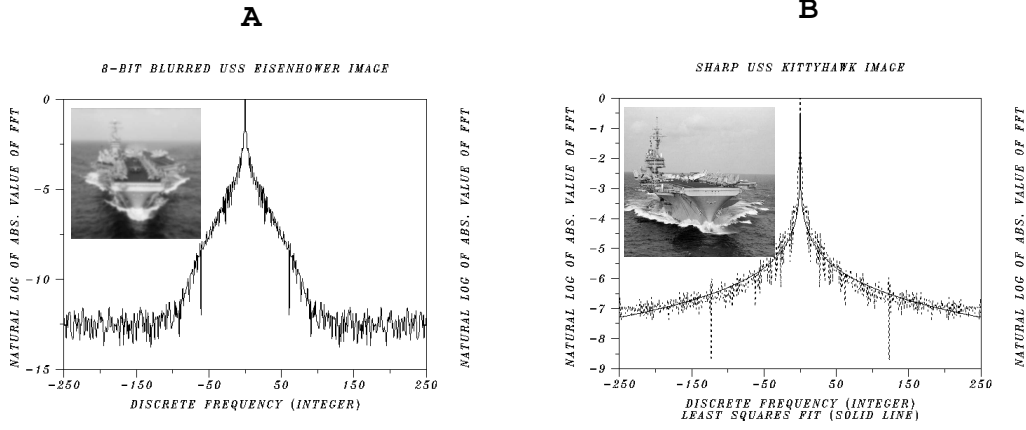 A
8-BIT BLURRED USS EISENHOWER IMAGE
NATURAL LOG OF ABS. VALUE OF FFT
0
-5
-10
-15
-250
-150
-50
50
150
250
DISCRETE FREQUENCY (INTEGER)
NATURAL LOG OF ABS. VALUE OF FFT
B
SHARP USS KITTYHAWK IMAGE
NATURAL LOG OF ABS. VALUE OF FFT
0
-1
-2
-3
-4
-5
-6
-7
-8
-9
-250
-150
-50
50
150
250
DISCRETE FREQUENCY (INTEGER)
LEAST SQUARES FIT (SOLID LINE)
NATURAL LOG OF ABS. VALUE OF FFT